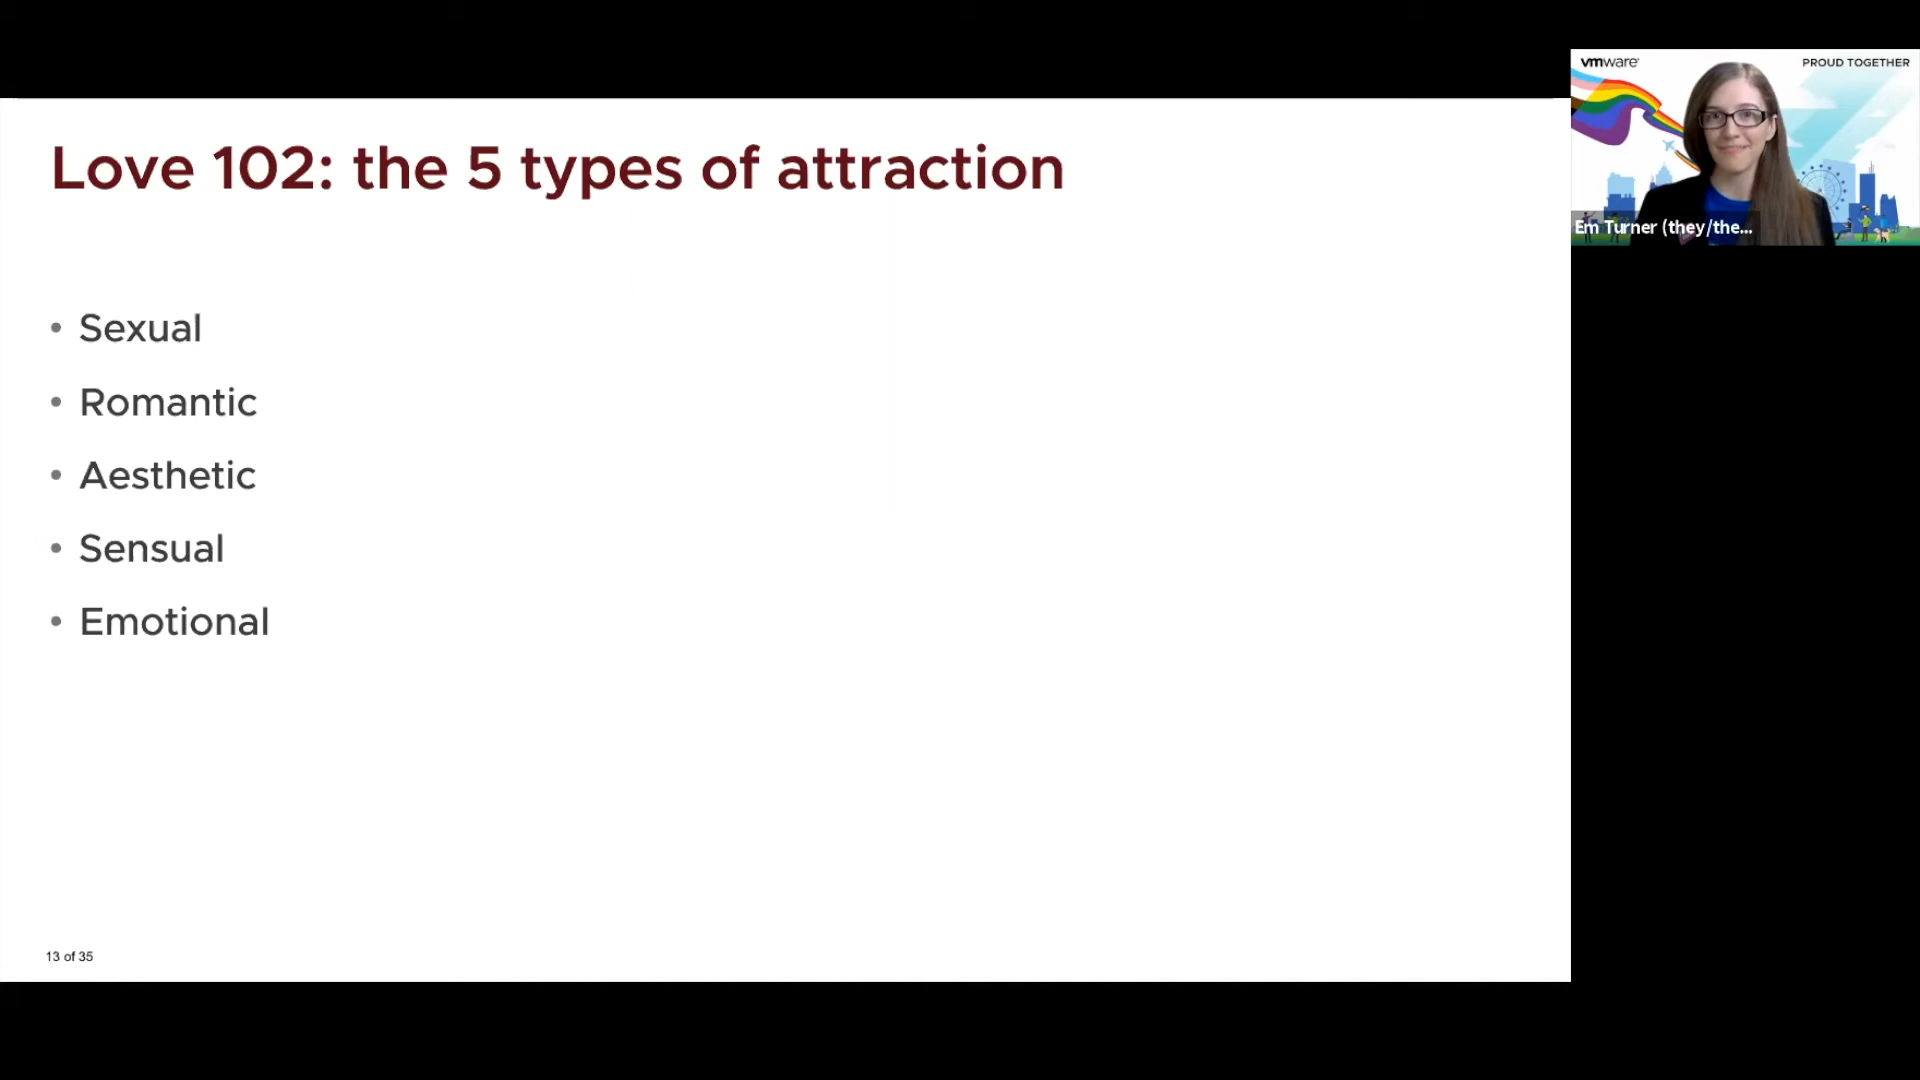 vmware
PROUD TOGETHER
Love 102: the 5 types of attraction
Em Turner (they/the...
• Sexual
• Romantic
• Aesthetic
• Sensual
• Emotional
13 of 35